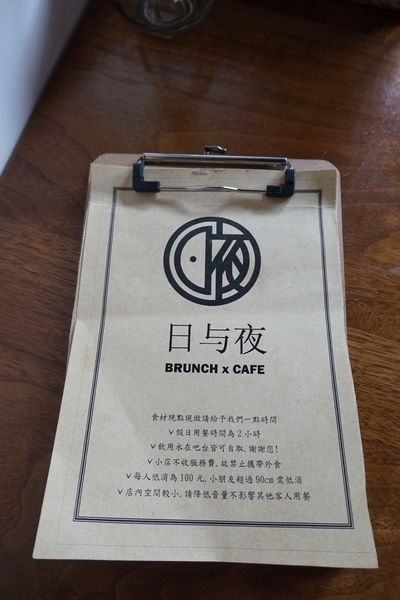 日与夜
BRUNCH x CAFE
食材現點現做請給予我們一點時間
✓假日用餐時間為2小時
✓飲用水在吧台皆可自取,謝謝您!
✓小店不收服務費,故禁止攜帶外食
✓每人低消為100元,小朋友超過90cm需低消
✓店內空間較小,請降低音量不影響其他客人用餐